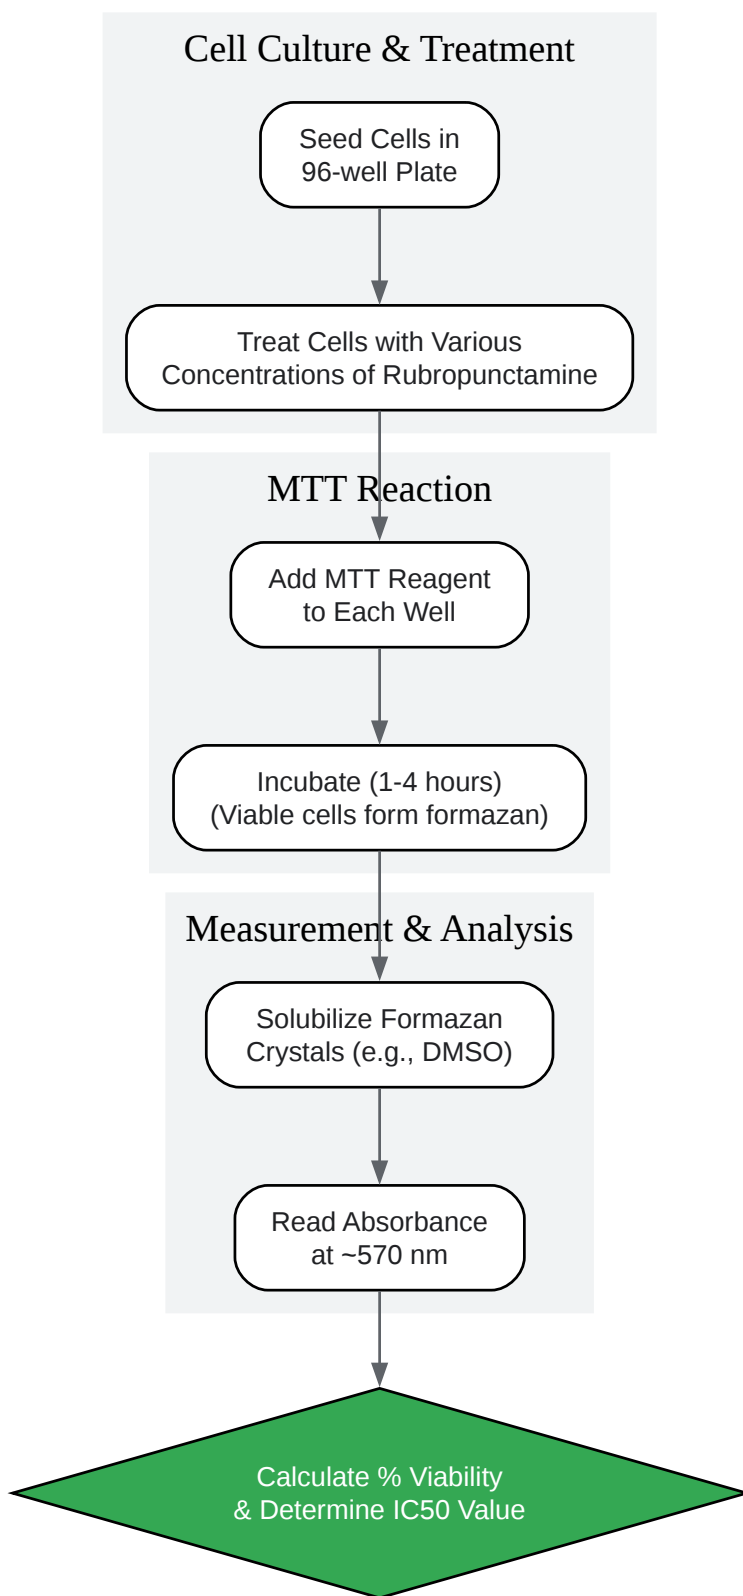 Cell Culture & Treatment
Seed Cells in
96-well Plate
Treat Cells with Various
Concentrations of Rubropunctamine
MTT Reaction
Add MTT Reagent
to Each Well
Incubate (1-4 hours)
(Viable cells form formazan)
Measurement & Analysis
Solubilize Formazan
Crystals (e.g., DMSO)
Read Absorbance
at ~570 nm
Calculate % Viability
& Determine IC50 Value